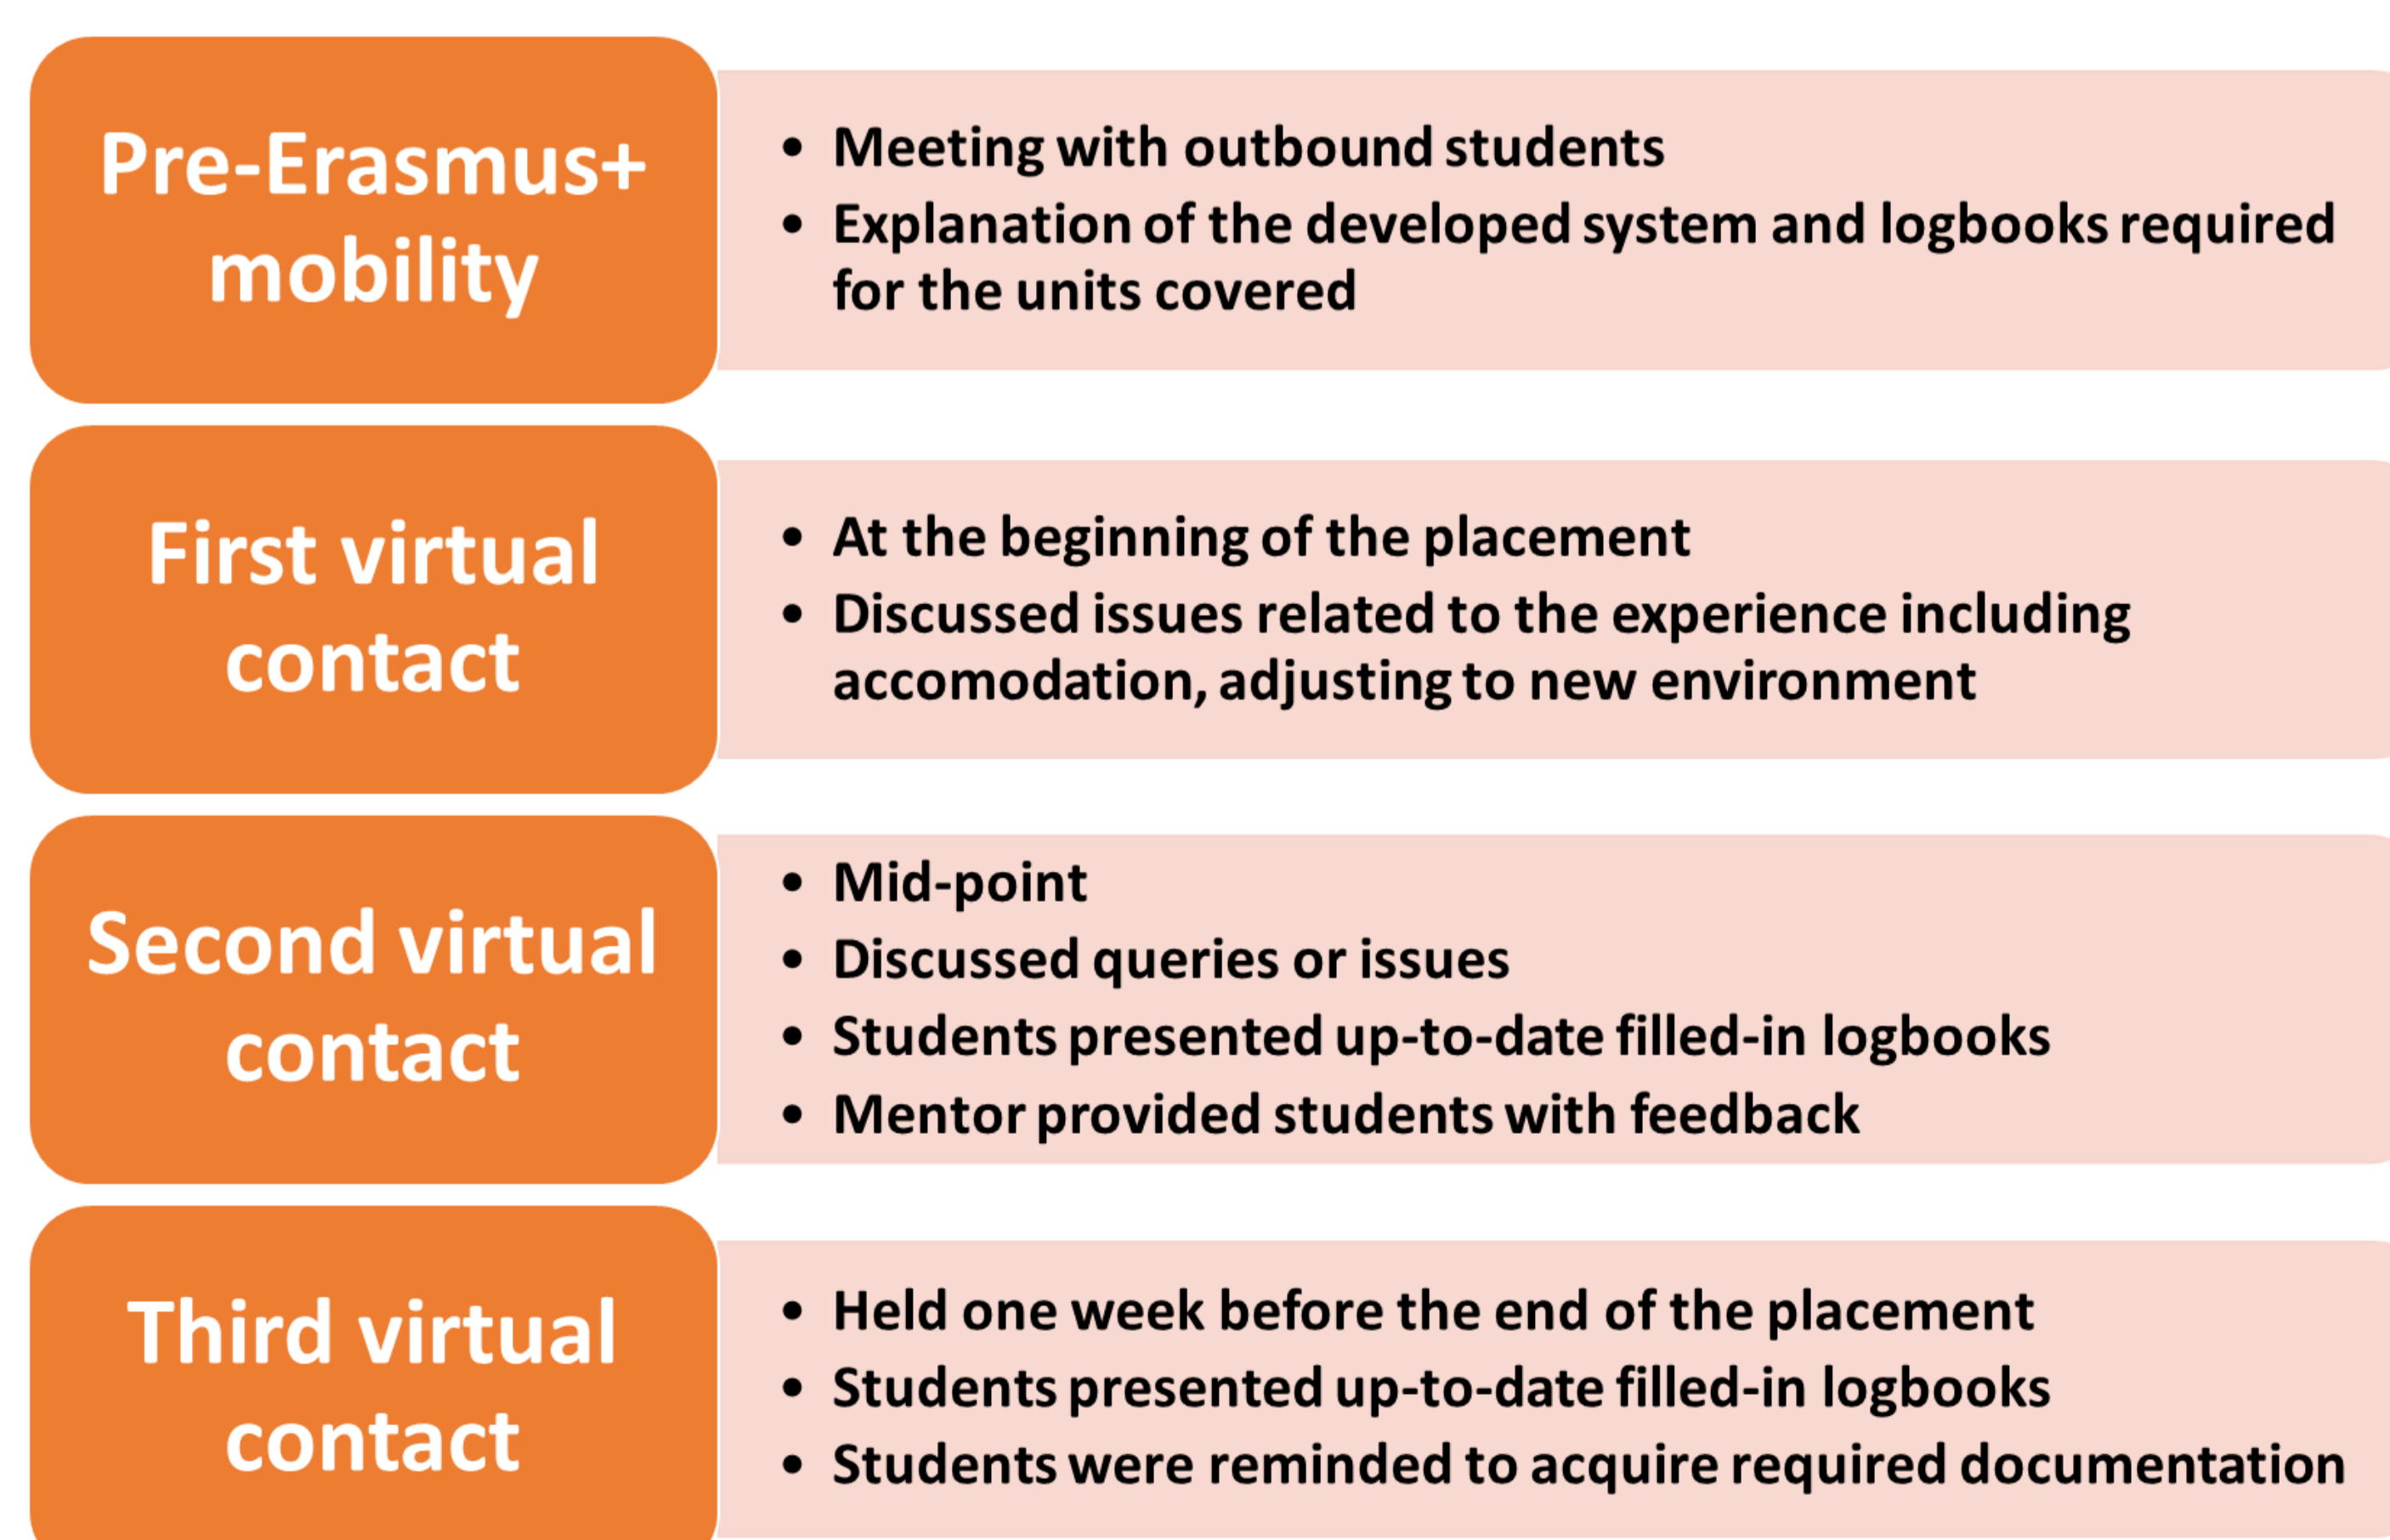 Pre-Erasmus+
mobility
• Meeting with outbound students
• Explanation of the developed system and logbooks required
for the units covered
First virtual
contact
• At the beginning of the placement
• Discussed issues related to the experience including
accomodation, adjusting to new environment
Second virtual
contact
• Mid-point
• Discussed queries or issues
• Students presented up-to-date filled-in logbooks
• Mentor provided students with feedback
Third virtual
contact
• Held one week before the end of the placement
• Students presented up-to-date filled-in logbooks
• Students were reminded to acquire required documentation